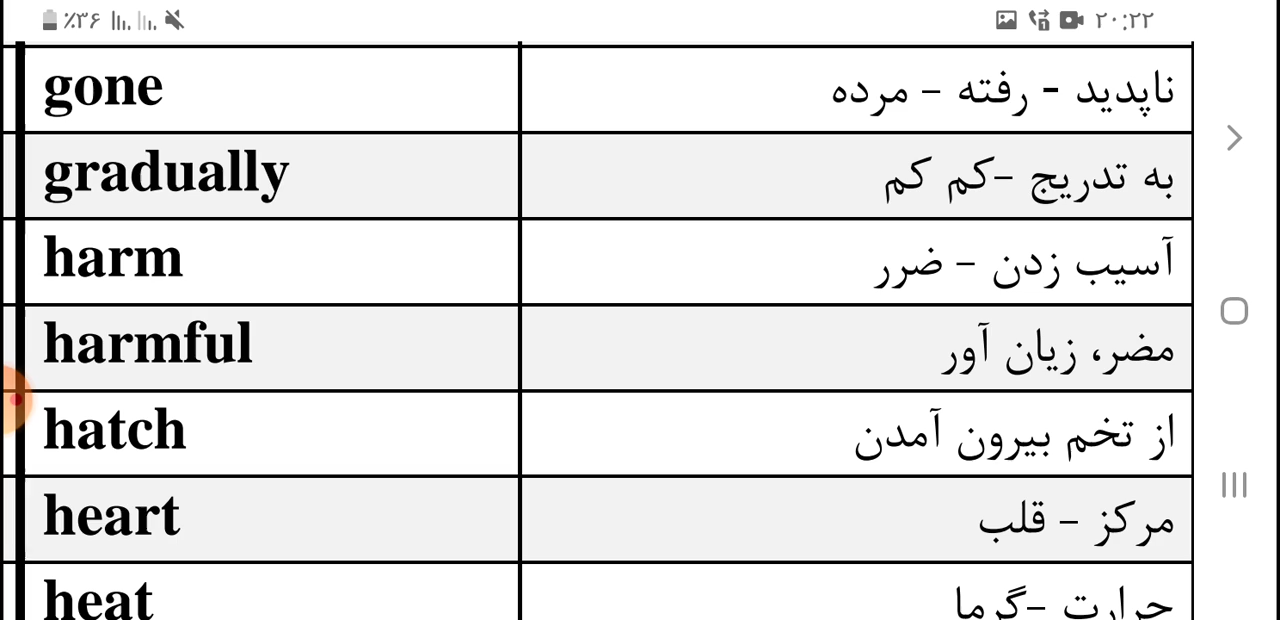 ٪۳۶ ۲۰:۲۲
gone ناپدید - رفته – مرده
gradually به تدریج –کم کم
harm آسیب زدن – ضرر
harmful مضر، زیان آور
hatch از تخم بیرون آمدن
heart مرکز – قلب
heat حرارت –گرما